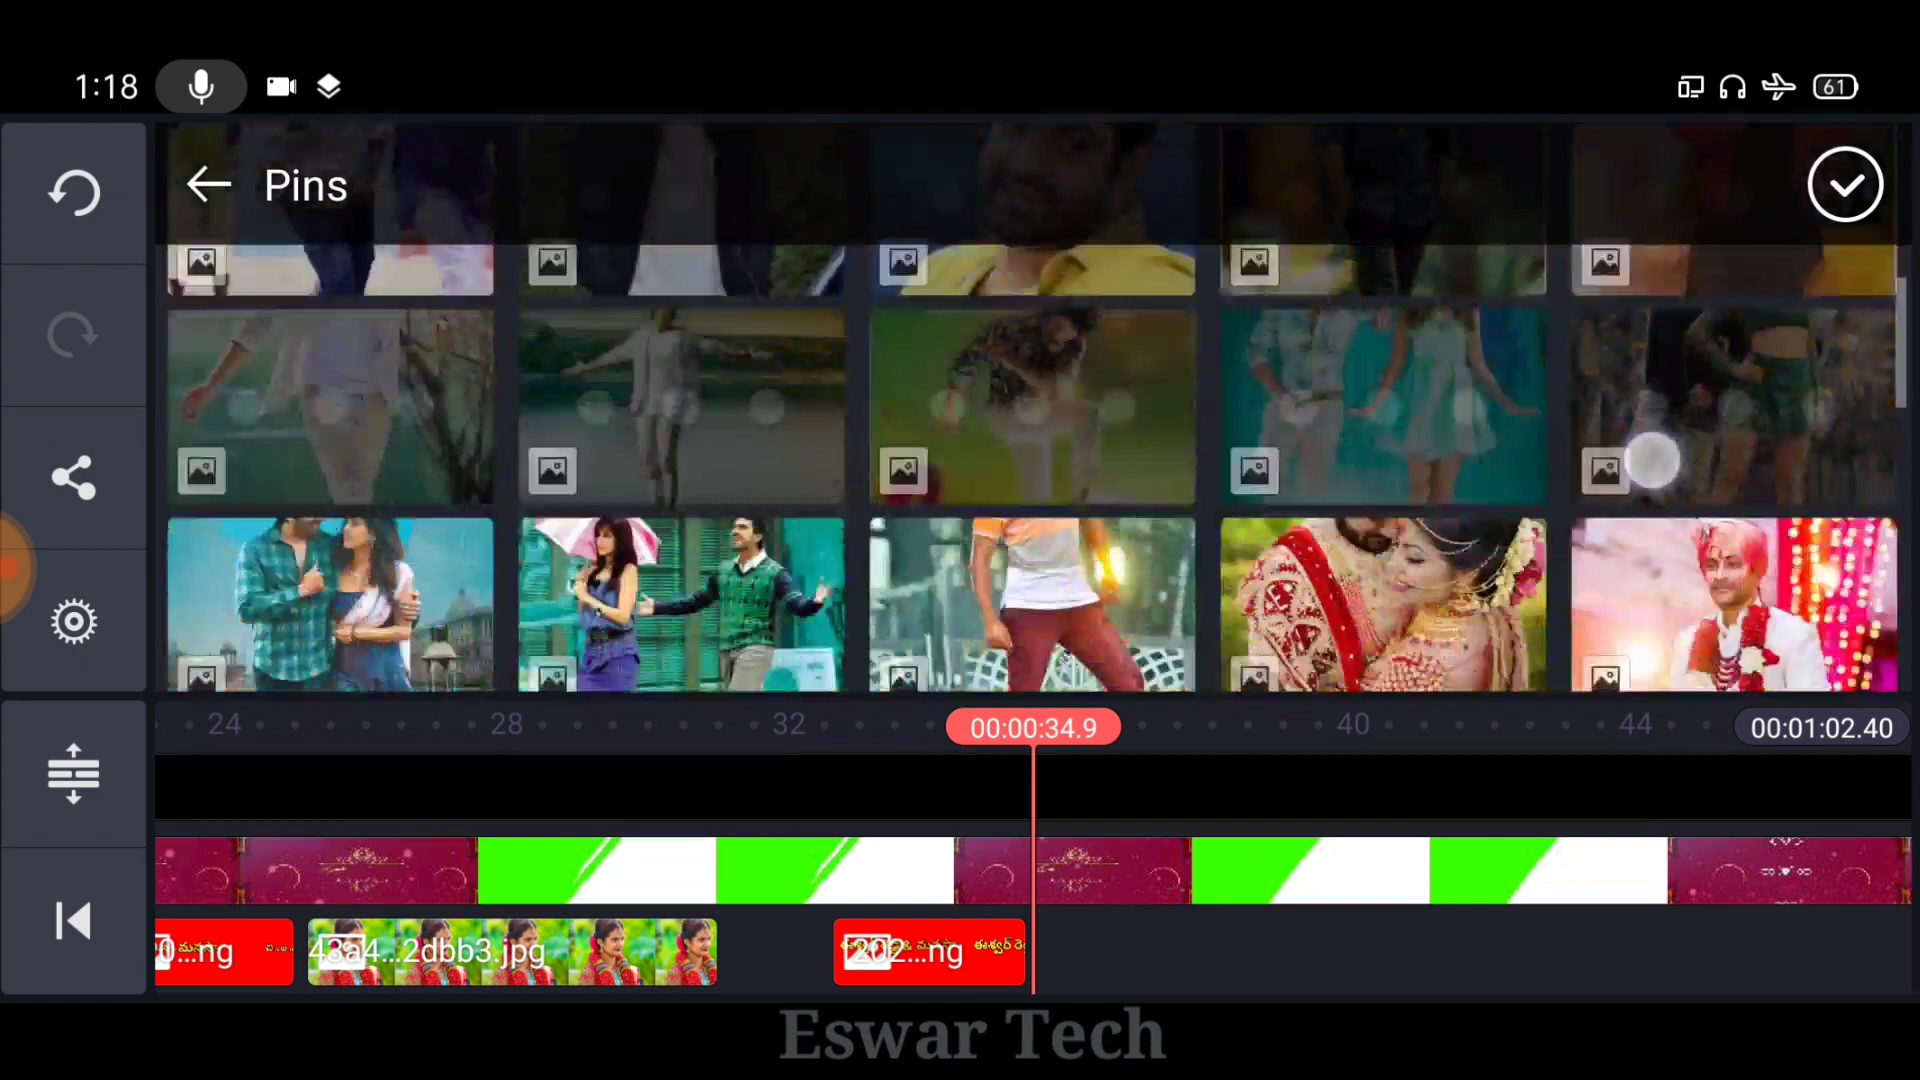 1:18
61
Pins
24
28
32
00:00:34.9
40
44
00:01:02.40
0...ng
43a4...2dbb3.jpg
202...ng
Eswar Tech